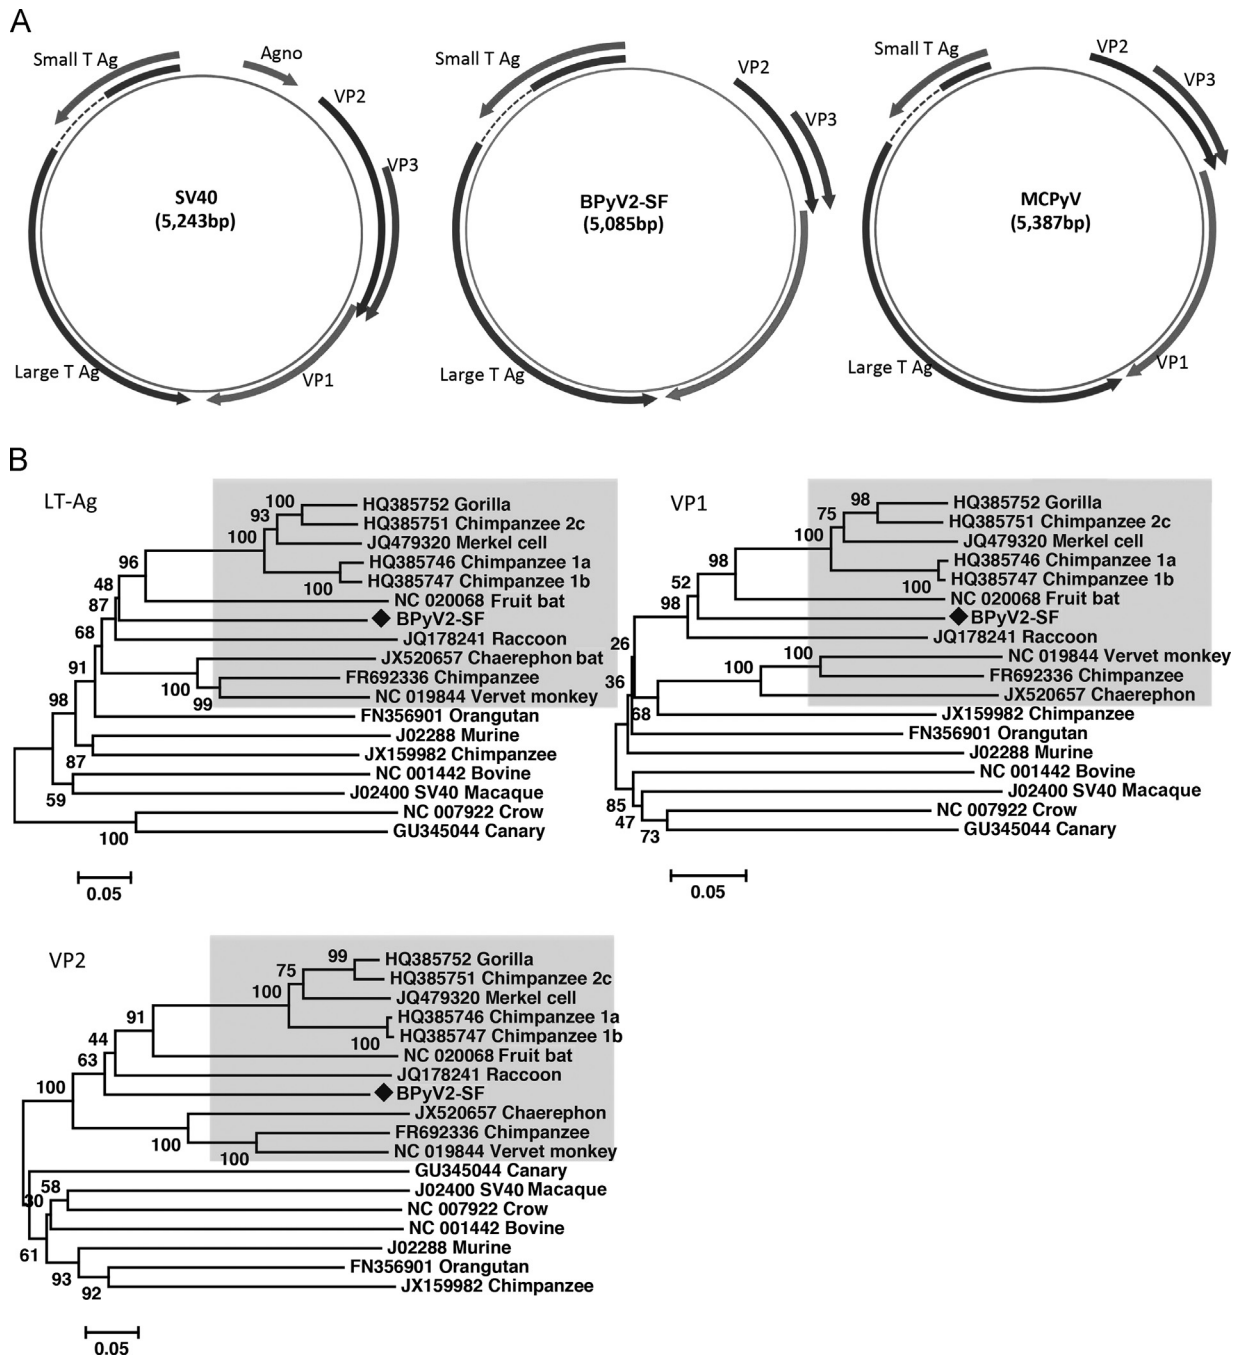 A
Small T Ag
Agno
VP2
VP3
SV40
(5,243bp)
Large T Ag
VP1
Small T Ag
VP2
VP3
BPyV2-SF
(5,085bp)
Large T Ag
Small T Ag
VP2
VP3
MCPyV
(5,387bp)
Large T Ag
VP1
B
LT-Ag
100
HQ385752 Gorilla
93
HQ385751 Chimpanzee 2c
100
JQ479320 Merkel cell
96
HQ385746 Chimpanzee 1a
100
HQ385747 Chimpanzee 1b
48
NC 020068 Fruit bat
87
BPyV2-SF
68
JQ178241 Raccoon
91
JX520657 Chaerephon bat
100
FR692336 Chimpanzee
99
NC 019844 Vervet monkey
98
FN356901 Orangutan
J02288 Murine
87
JX159982 Chimpanzee
NC 001442 Bovine
59
J02400 SV40 Macaque
NC 007922 Crow
100
GU345044 Canary
0.05
VP1
98
HQ385752 Gorilla
75
HQ385751 Chimpanzee 2c
100
JQ479320 Merkel cell
98
HQ385746 Chimpanzee 1a
100
HQ385747 Chimpanzee 1b
52
NC 020068 Fruit bat
98
BPyV2-SF
JQ178241 Raccoon
26
100
NC 019844 Vervet monkey
100
FR692336 Chimpanzee
36
JX520657 Chaerephon
68
JX159982 Chimpanzee
FN356901 Orangutan
J02288 Murine
NC 001442 Bovine
85
J02400 SV40 Macaque
47
NC 007922 Crow
73
GU345044 Canary
0.05
VP2
99
HQ385752 Gorilla
75
HQ385751 Chimpanzee 2c
100
JQ479320 Merkel cell
91
HQ385746 Chimpanzee 1a
100
HQ385747 Chimpanzee 1b
44
NC 020068 Fruit bat
63
JQ178241 Raccoon
100
BPyV2-SF
JX520657 Chaerephon
100
FR692336 Chimpanzee
100
NC 019844 Vervet monkey
GU345044 Canary
58
J02400 SV40 Macaque
30
NC 007922 Crow
NC 001442 Bovine
61
J02288 Murine
93
FN356901 Orangutan
92
JX159982 Chimpanzee
0.05